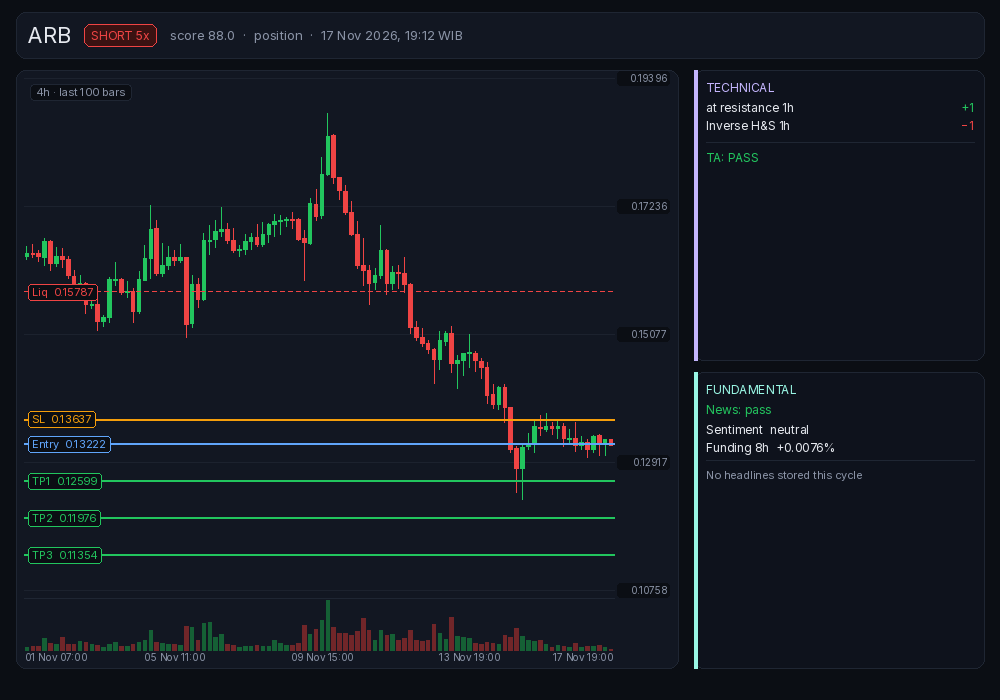 ARB SHORT 5x score 88.0 · position · 17 Nov 2026, 19:12 WIB
4h · last 100 bars
0.19396
0.17236
Liq 0.15787
0.15077
SL 0.13637
Entry 0.13222
0.12917
TP1 0.12599
TP2 0.11976
TP3 0.11354
0.10758
01 Nov 07:00 05 Nov 11:00 09 Nov 15:00 13 Nov 19:00 17 Nov 19:00
TECHNICAL
at resistance 1h +1
Inverse H&S 1h −1
TA: PASS
FUNDAMENTAL
News: pass
Sentiment neutral
Funding 8h +0.0076%
No headlines stored this cycle